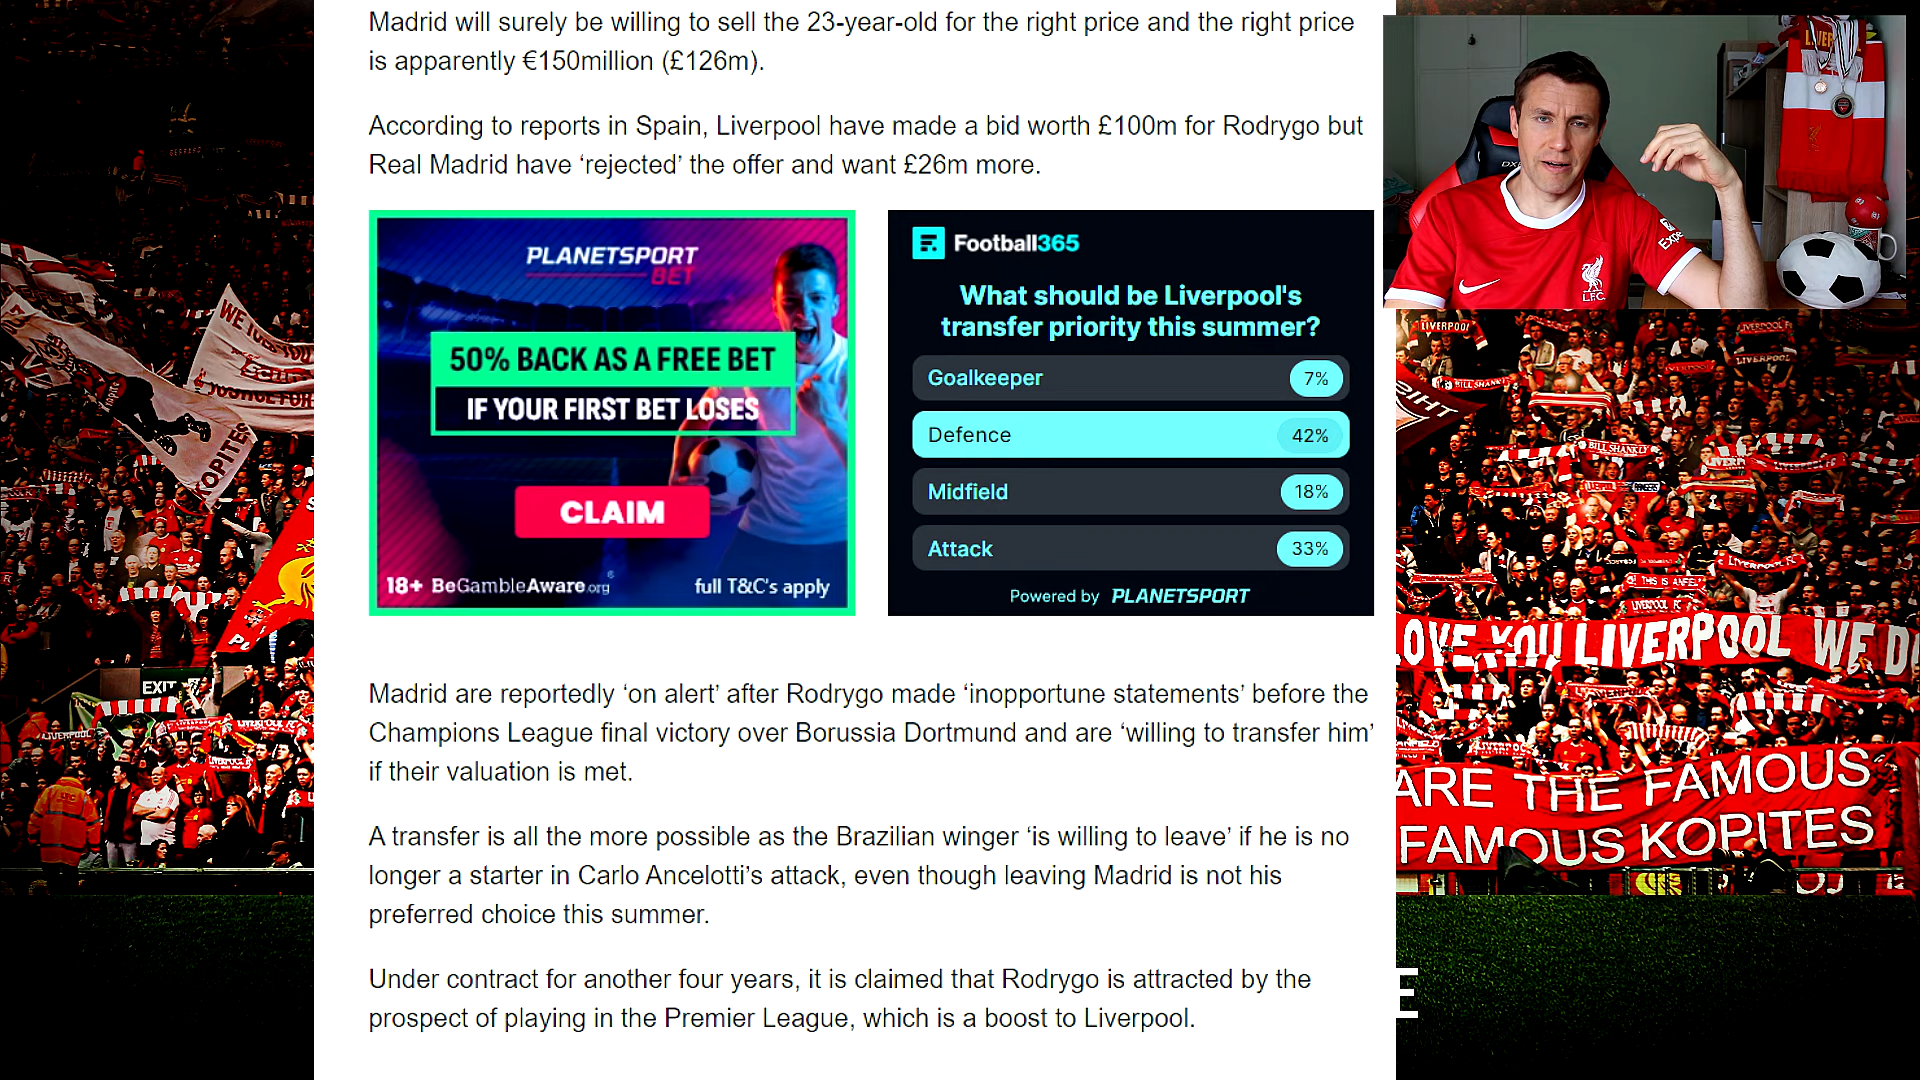 Madrid will surely be willing to sell the 23-year-old for the right price and the right price
is apparently €150million (£126m).
According to reports in Spain, Liverpool have made a bid worth £100m for Rodrygo but
Real Madrid have ‘rejected’ the offer and want £26m more.
PLANETSPORT
BET
50% BACK AS A FREE BET
IF YOUR FIRST BET LOSES
CLAIM
18+ BeGambleAware.org
full T&C's apply
Football365
What should be Liverpool's
transfer priority this summer?
Goalkeeper 7%
Defence 42%
Midfield 18%
Attack 33%
Powered by PLANETSPORT
Madrid are reportedly ‘on alert’ after Rodrygo made ‘inopportune statements’ before the
Champions League final victory over Borussia Dortmund and are ‘willing to transfer him’
if their valuation is met.
A transfer is all the more possible as the Brazilian winger ‘is willing to leave’ if he is no
longer a starter in Carlo Ancelotti’s attack, even though leaving Madrid is not his
preferred choice this summer.
Under contract for another four years, it is claimed that Rodrygo is attracted by the
prospect of playing in the Premier League, which is a boost to Liverpool.
L.F.C.
KOPITES
EXIT
LIVERPOOL
BILL SHANKLY
THIS IS ANFIELD
OVE YOU LIVERPOOL WE D
ARE THE FAMOUS
FAMOUS KOPITES
E